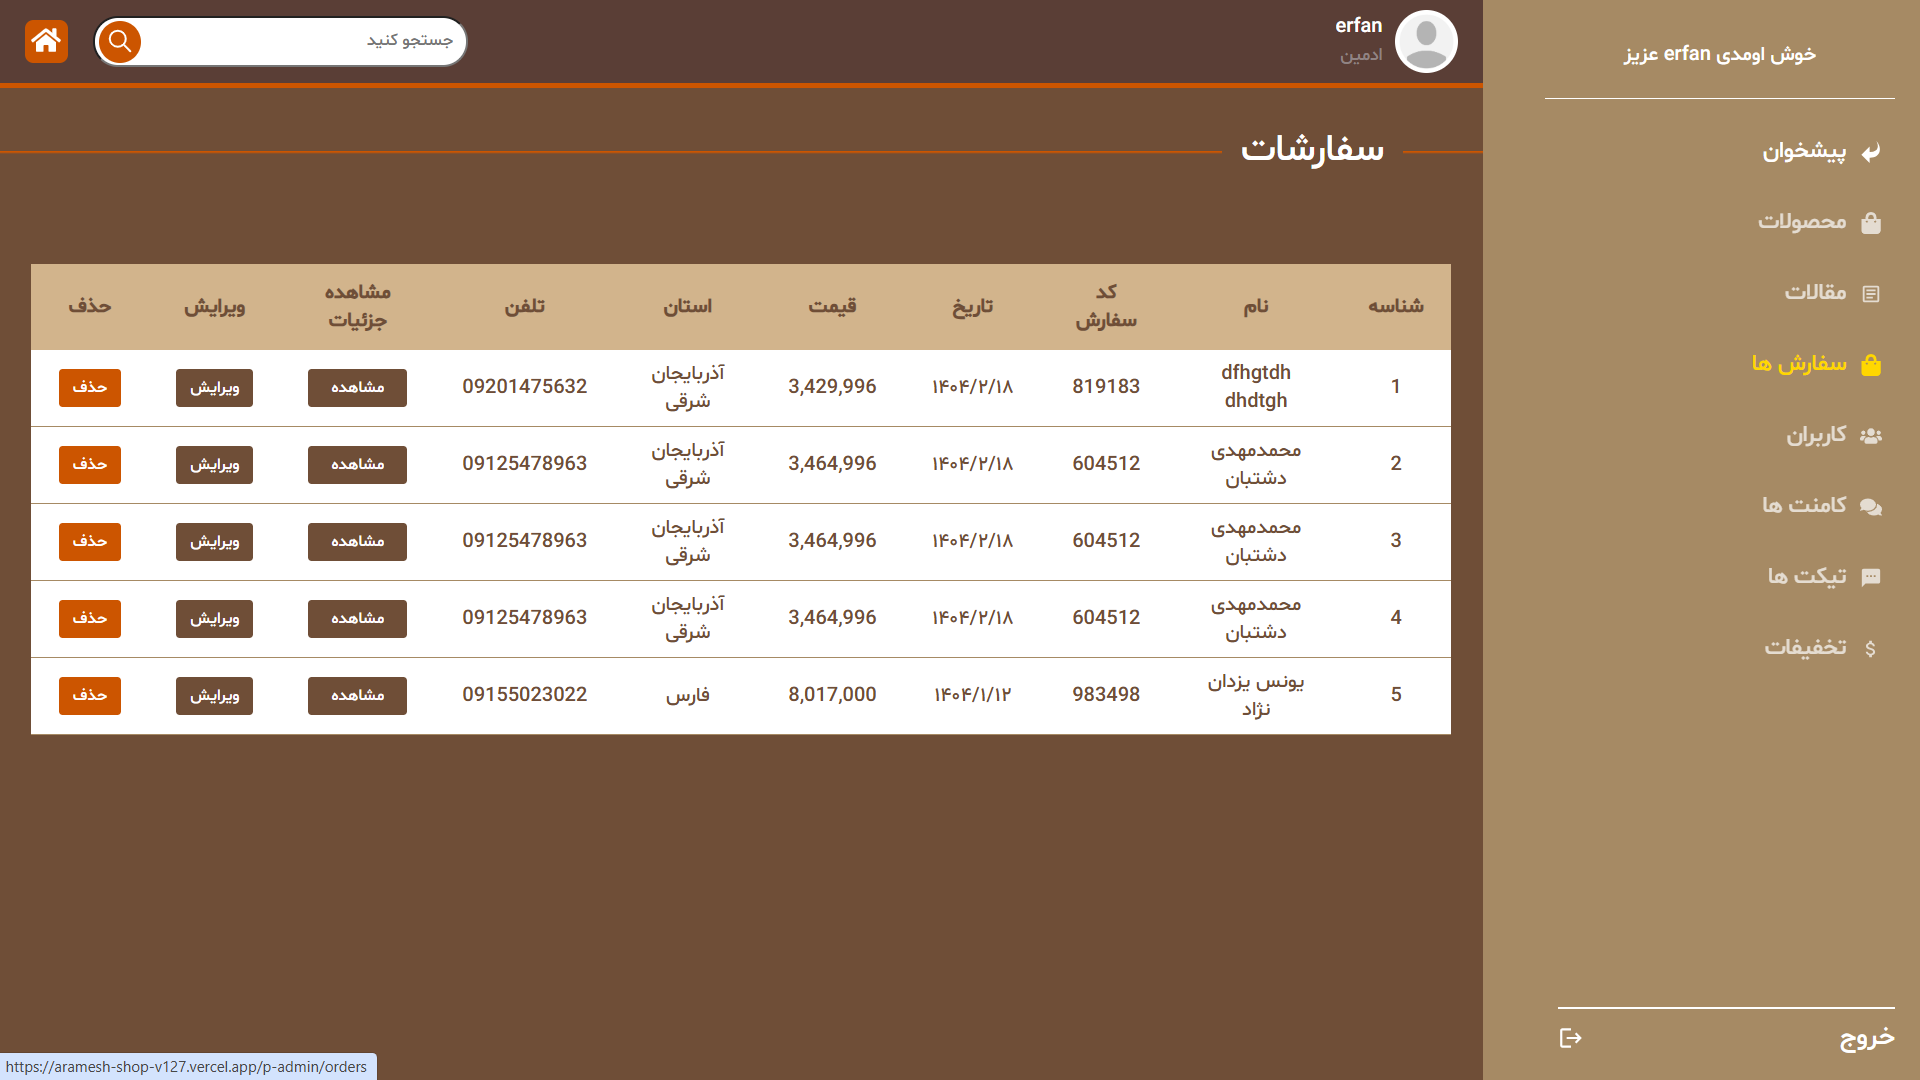 خوش اومدی erfan عزیز
پیشخوان
محصولات
مقالات
سفارش ها
کاربران
کامنت ها
تیکت ها
تخفیفات
خروج
erfan
ادمین
جستجو کنید
سفارشات
شناسه نام کد سفارش تاریخ قیمت استان تلفن مشاهده جزئیات ویرایش حذف
1 dfhgtdh dhdtgh 819183 ۱۴۰۴/۲/۱۸ 3,429,996 آذربایجان شرقی 09201475632 مشاهده ویرایش حذف
2 محمدمهدی دشتبان 604512 ۱۴۰۴/۲/۱۸ 3,464,996 آذربایجان شرقی 09125478963 مشاهده ویرایش حذف
3 محمدمهدی دشتبان 604512 ۱۴۰۴/۲/۱۸ 3,464,996 آذربایجان شرقی 09125478963 مشاهده ویرایش حذف
4 محمدمهدی دشتبان 604512 ۱۴۰۴/۲/۱۸ 3,464,996 آذربایجان شرقی 09125478963 مشاهده ویرایش حذف
5 یونس یزدان نژاد 983498 ۱۴۰۴/۱/۱۲ 8,017,000 فارس 09155023022 مشاهده ویرایش حذف
https://aramesh-shop-v127.vercel.app/p-admin/orders